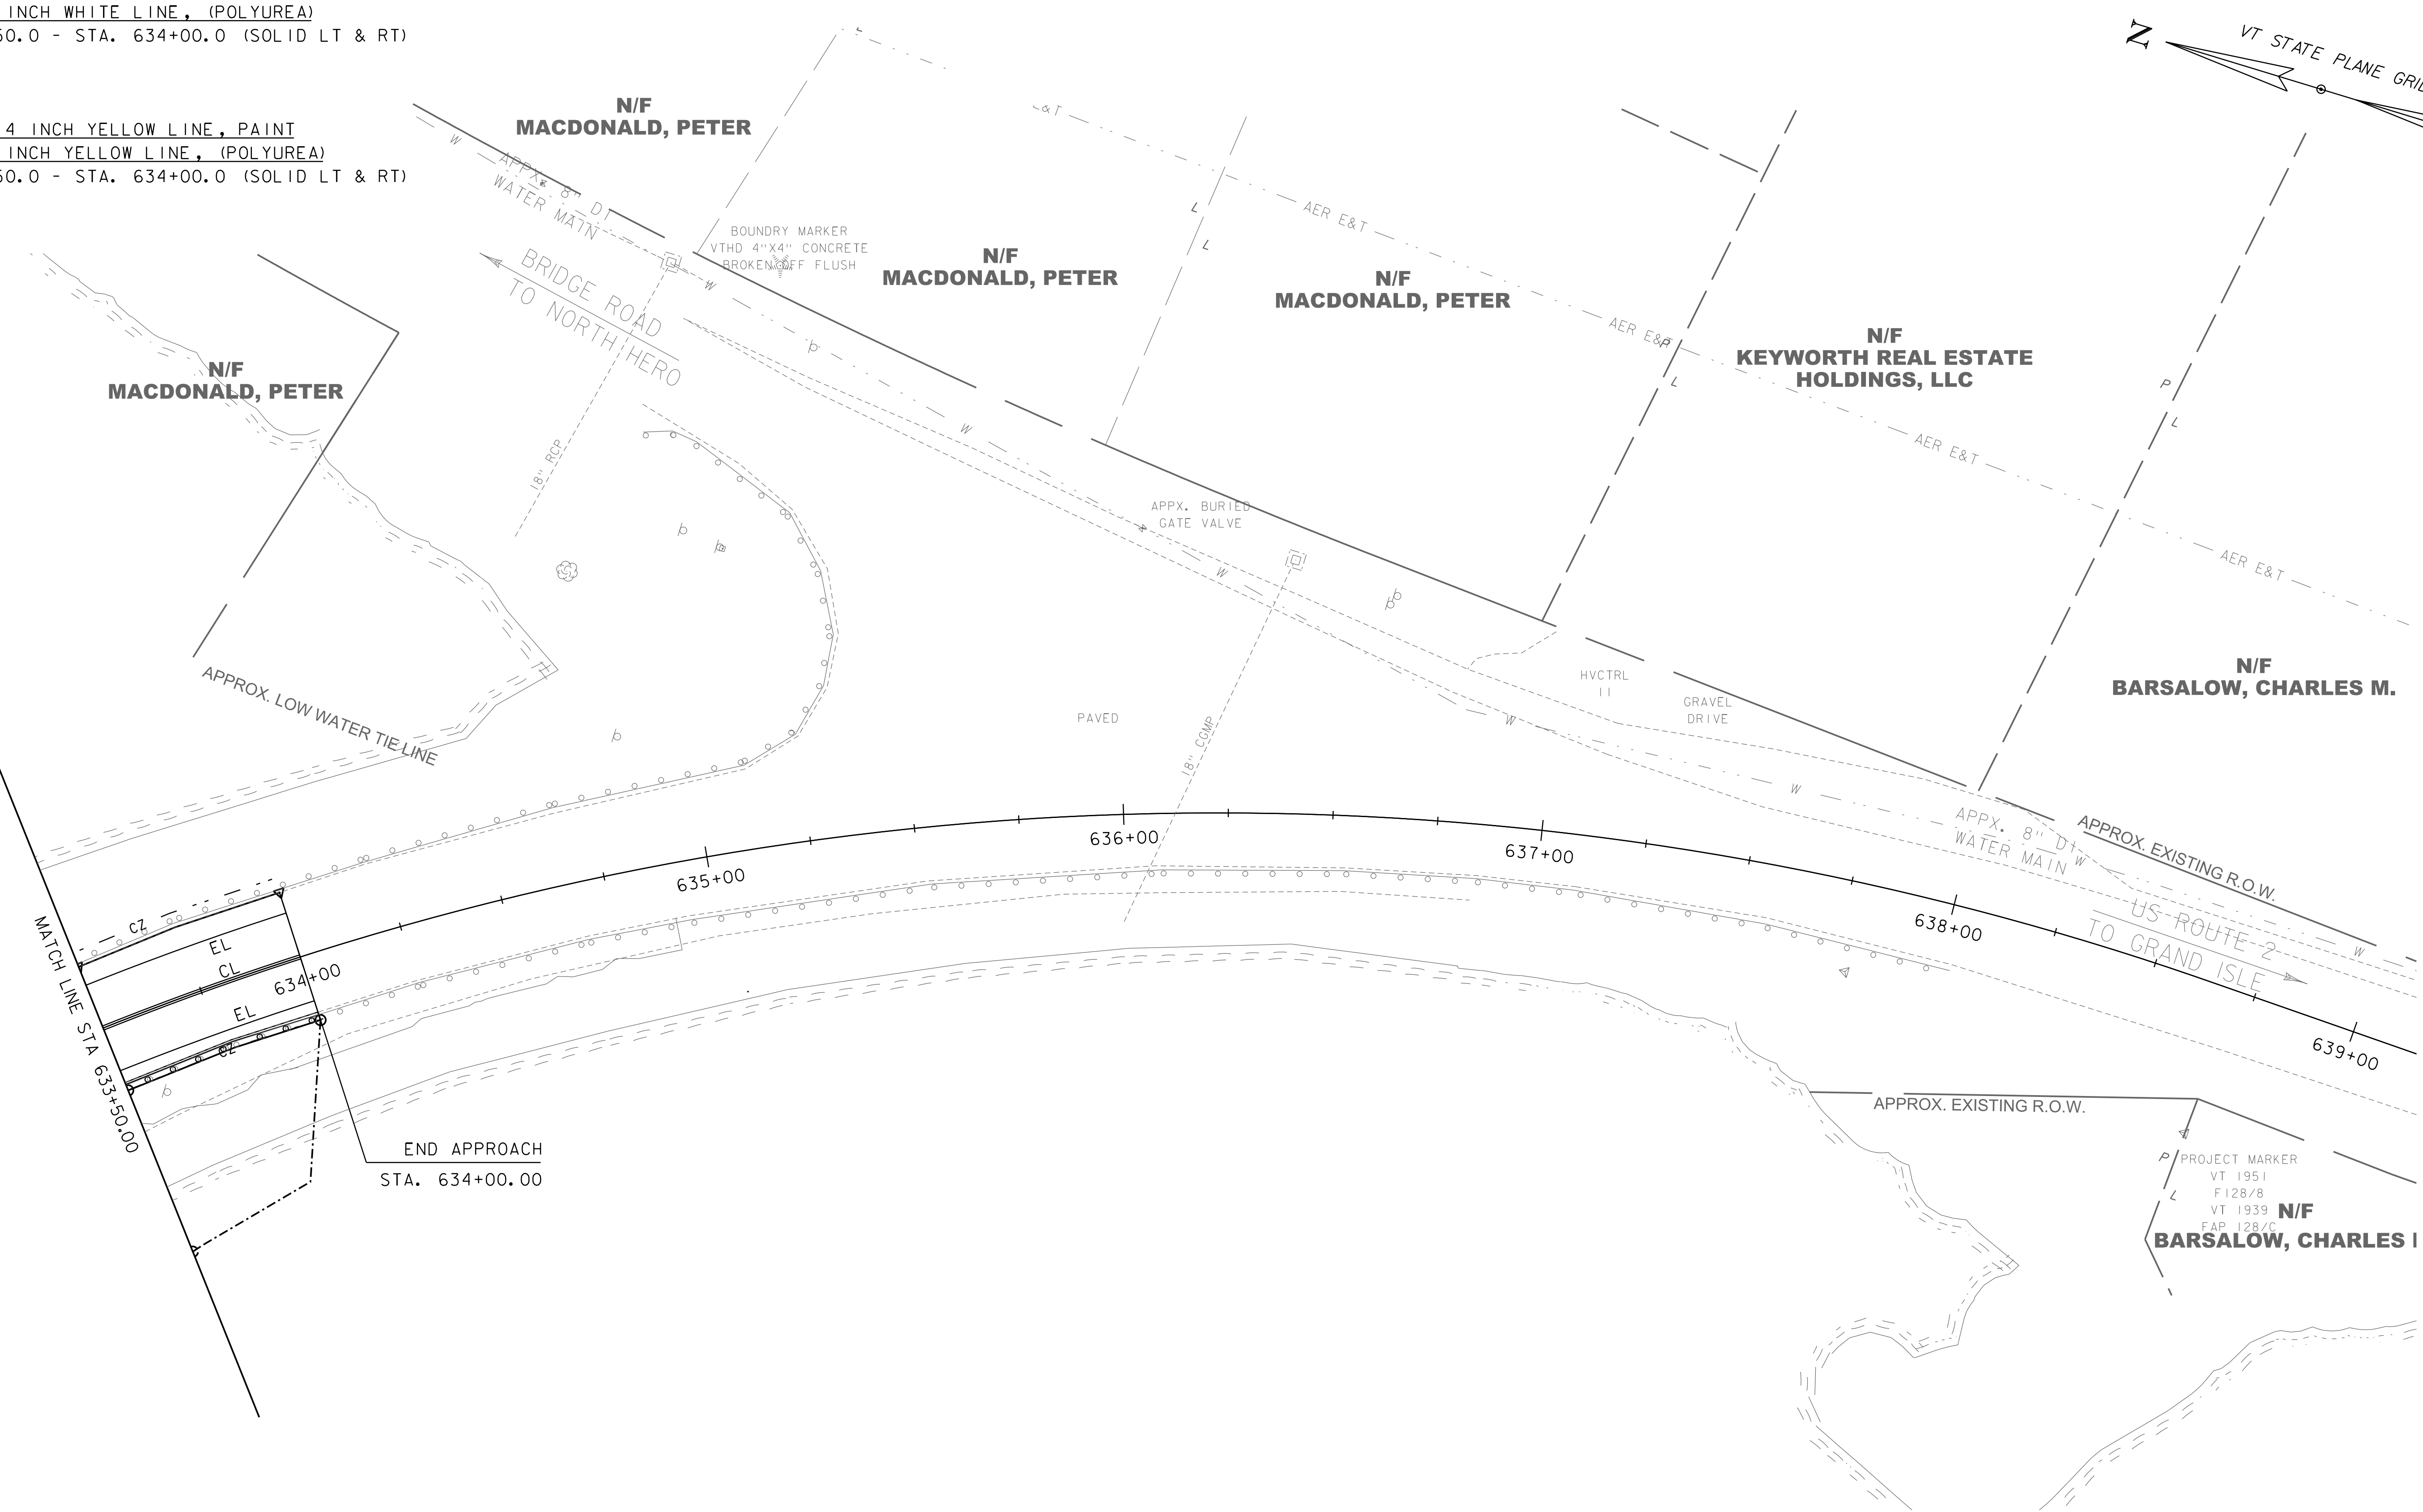 INCH WHITE LINE, (POLYUREA)
50.0 - STA. 634+00.0 (SOLID LT & RT)
4 INCH YELLOW LINE, PAINT
INCH YELLOW LINE, (POLYUREA)
50.0 - STA. 634+00.0 (SOLID LT & RT)
N
VT STATE PLANE GRID
N/F
MACDONALD, PETER
W
APPX. 8" DI
WATER MAIN
BRIDGE ROAD
TO NORTH HERO
BOUNDRY MARKER
VTHD 4"X4" CONCRETE
BROKEN OFF FLUSH
N/F
MACDONALD, PETER
N/F
MACDONALD, PETER
N/F
MACDONALD, PETER
E&T
AER E&T
AER E&T
AER E&T
AER E&T
L
L
L
P
L
P
L
N/F
KEYWORTH REAL ESTATE
HOLDINGS, LLC
N/F
BARSALOW, CHARLES M.
18" RCP
W
W
W
W
W
W
W
APPX. BURIED
GATE VALVE
APPROX. LOW WATER TIE LINE
PAVED
18" CGMP
HVCTRL
11
GRAVEL
DRIVE
APPX. 8" DI
WATER MAIN
APPROX. EXISTING R.O.W.
US ROUTE 2
TO GRAND ISLE
634+00
635+00
636+00
637+00
638+00
639+00
CZ
EL
CL
EL
CZ
MATCH LINE STA 633+50.00
END APPROACH
STA. 634+00.00
APPROX. EXISTING R.O.W.
P
L
PROJECT MARKER
VT 1951
F128/8
VT 1939
FAP 128/C
N/F
BARSALOW, CHARLES